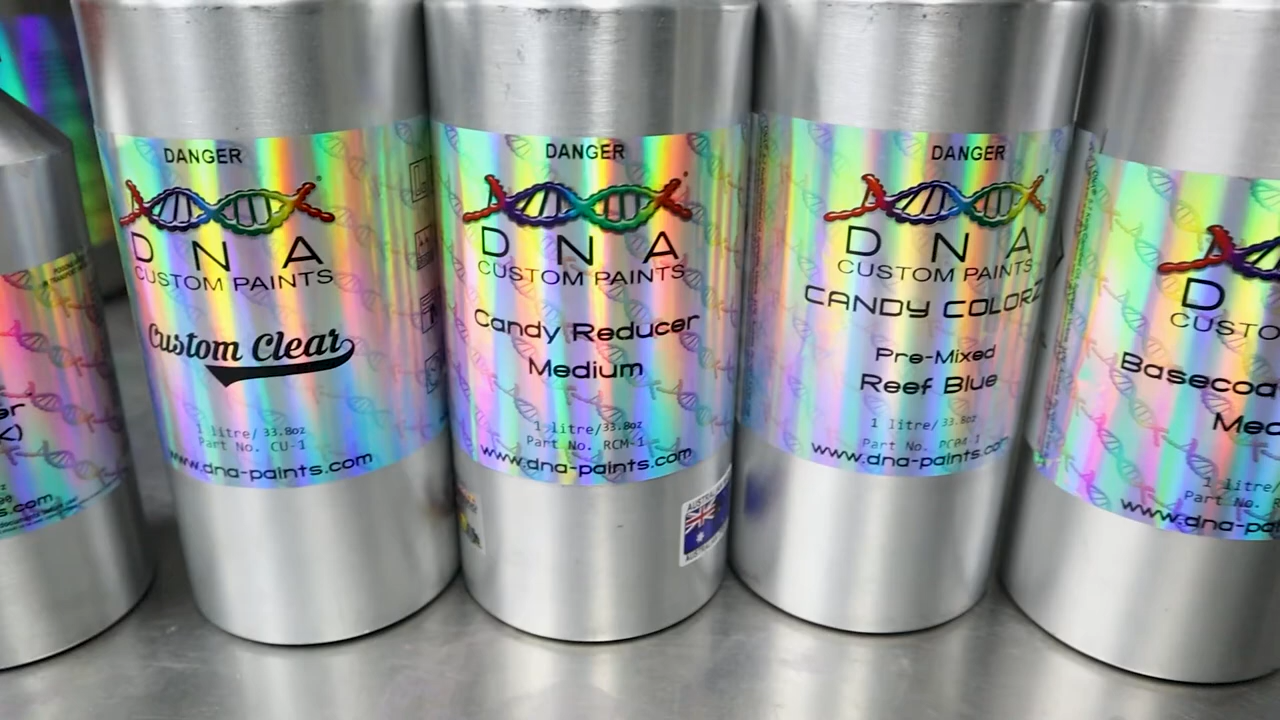 DANGER
DNA
CUSTOM PAINTS
Custom Clear
1 litre/33.8oz
Part No. CU-1
www.dna-paints.com
DANGER
DNA
CUSTOM PAINTS
Candy Reducer
Medium
1 litre/33.8oz
Part No. RCM-1
www.dna-paints.com
AUSTRALIAN
DANGER
DNA
CUSTOM PAINTS
CANDY COLORZ
Pre-Mixed
Reef Blue
1 litre/33.8oz
Part No.
www.dna-paints.com
D
CUSTO
Basecoa
Med
1 litre/
Part No.
www.dna-pa